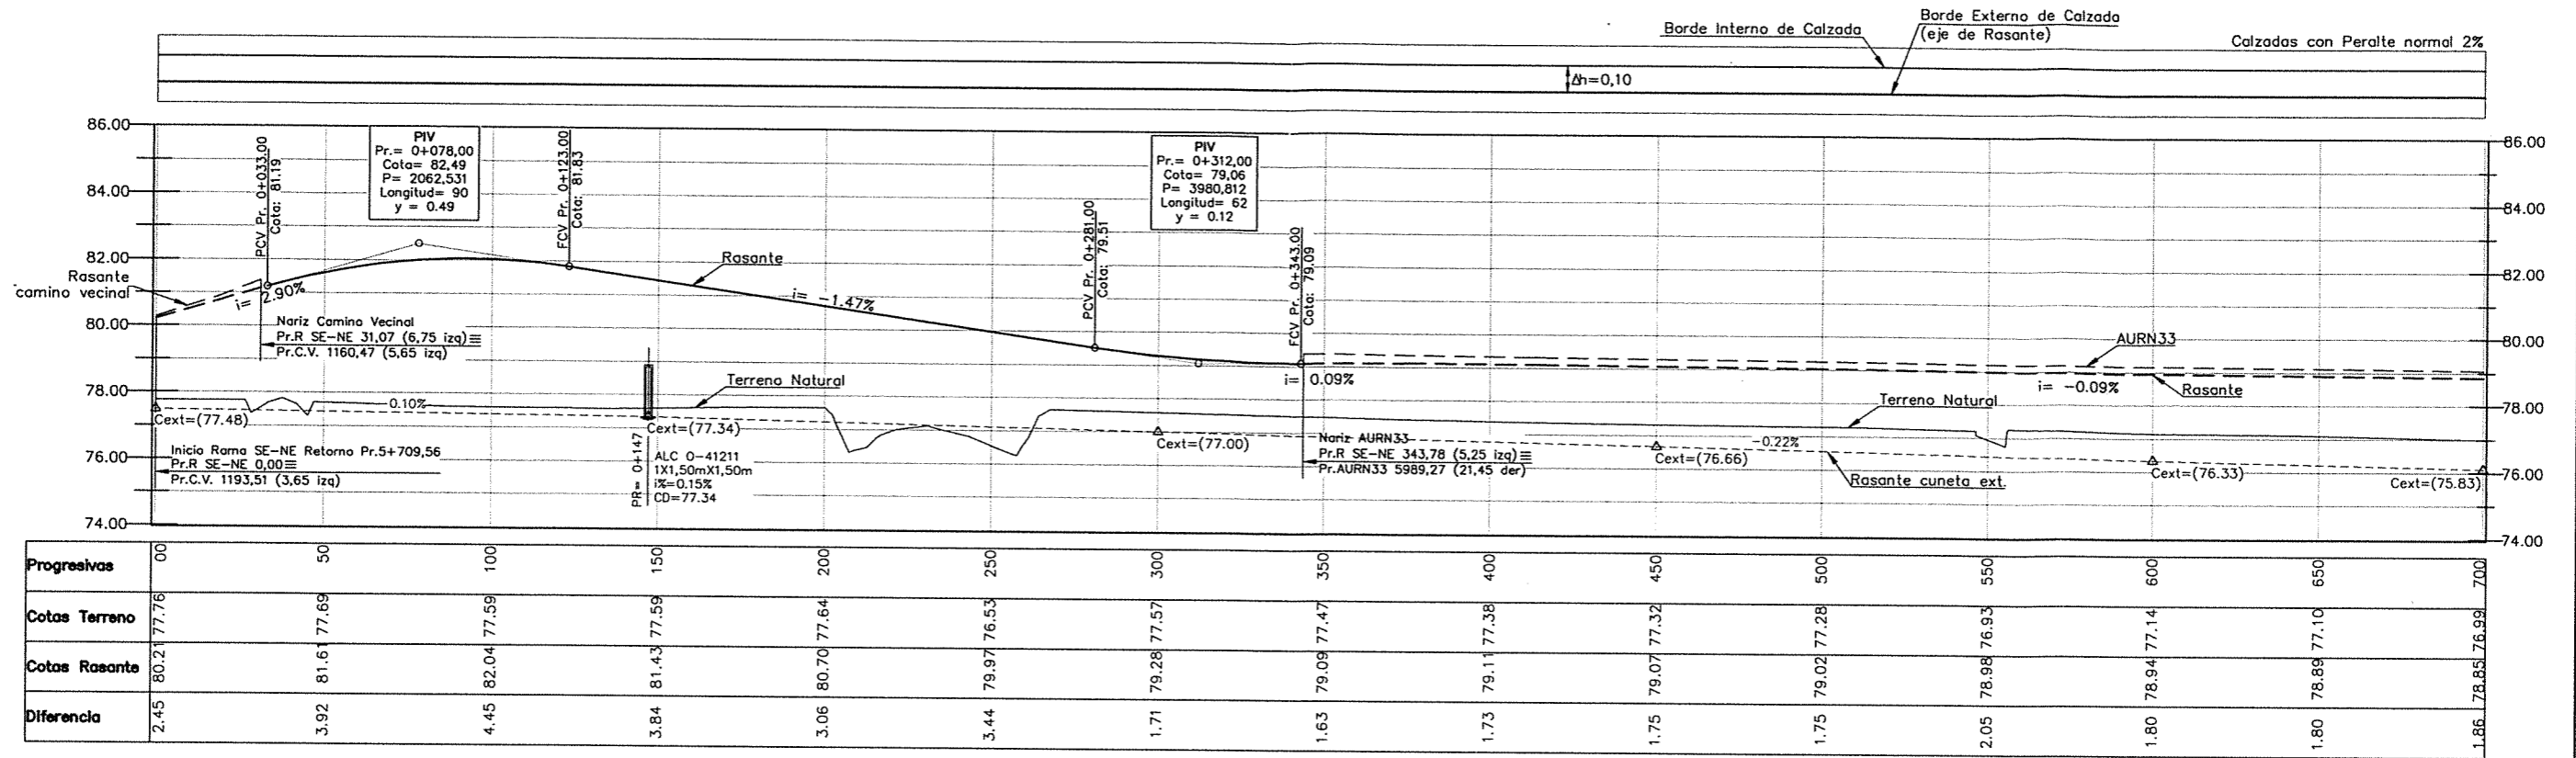 Borde Interno de Calzada
Borde Externo de Calzada
(eje de Rasante)
Calzadas con Peralte normal 2%
Δh=0,10
86.00
84.00
82.00
80.00
78.00
76.00
74.00
86.00
84.00
82.00
80.00
78.00
76.00
74.00
PCV Pr. 0+033.00
Cota: 81.19
PIV
Pr.= 0+078,00
Cota= 82,49
P= 2062,531
Longitud= 90
y = 0.49
FCV Pr. 0+123.00
Cota: 81.83
PCV Pr. 0+281.00
Cota: 79.51
PIV
Pr.= 0+312,00
Cota= 79,06
P= 3980,812
Longitud= 62
y = 0.12
FCV Pr. 0+343.00
Cota: 79.09
Rasante
camino vecinal
i= 2.90%
Rasante
i= -1.47%
Nariz Camino Vecinal
Pr.R SE-NE 31,07 (6,75 izq)≡
Pr.C.V. 1160,47 (5,65 izq)
i= 0.09%
AURN33
i= -0.09%
Rasante
Terreno Natural
Terreno Natural
0.10%
Cext=(77.48)
Cext=(77.34)
Cext=(77.00)
Cext=(76.66)
Cext=(76.33)
Cext=(75.83)
-0.22%
Rasante cuneta ext.
Inicio Rama SE-NE Retorno Pr.5+709,56
Pr.R SE-NE 0,00≡
Pr.C.V. 1193,51 (3,65 izq)
PR= 0+147
ALC O-41211
1X1,50mX1,50m
i%=0.15%
CD=77.34
Nariz AURN33
Pr.R SE-NE 343,78 (5,25 izq)≡
Pr.AURN33 5989,27 (21,45 der)
Progresivas 00 50 100 150 200 250 300 350 400 450 500 550 600 650 700
Cotas Terreno 77.76 77.69 77.59 77.59 77.64 76.53 77.57 77.47 77.38 77.32 77.28 76.93 77.14 77.10 76.99
Cotas Rasante 80.21 81.61 82.04 81.43 80.70 79.97 79.28 79.09 79.11 79.07 79.02 78.98 78.94 78.89 78.85
Diferencia 2.45 3.92 4.45 3.84 3.06 3.44 1.71 1.63 1.73 1.75 1.75 2.05 1.80 1.80 1.86